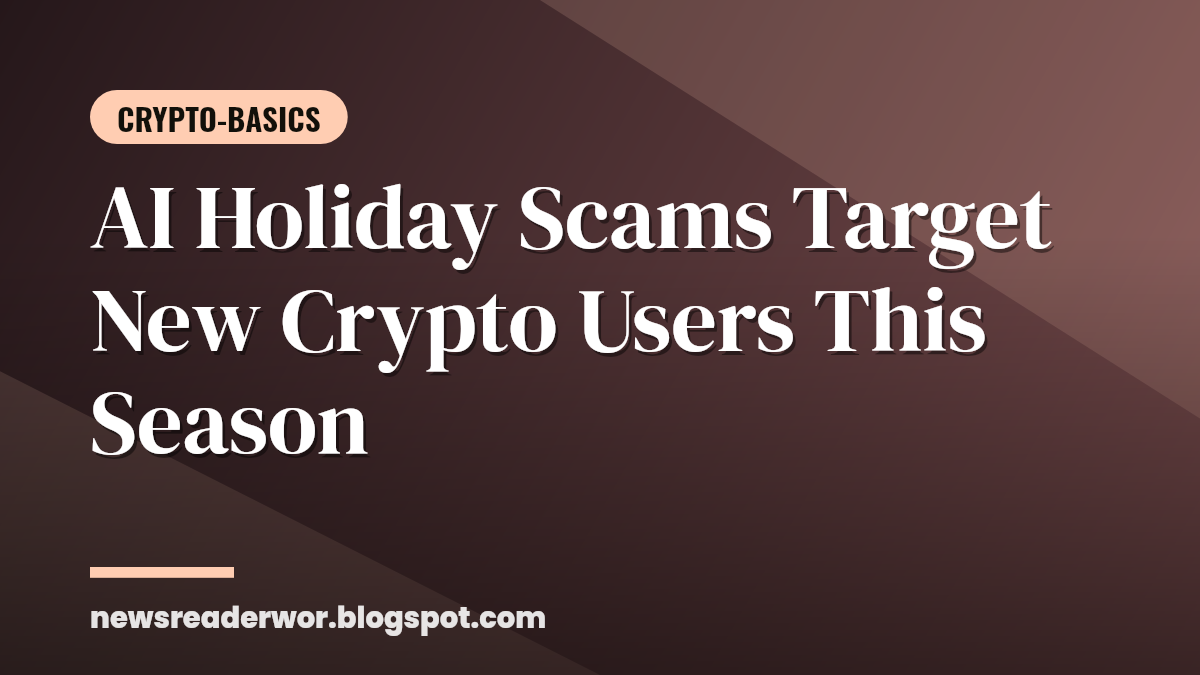 CRYPTO-BASICS
AI Holiday Scams Target
New Crypto Users This
Season
newsreaderwor.blogspot.com